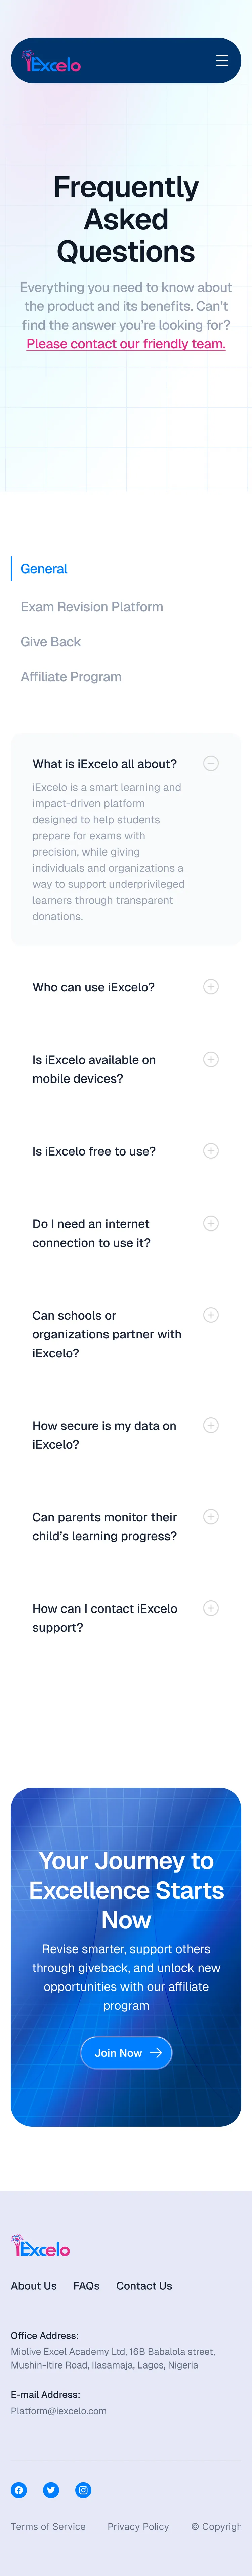 iExcelo
Frequently
Asked
Questions
Everything you need to know about
the product and its benefits. Can't
find the answer you're looking for?
Please contact our friendly team.
General
Exam Revision Platform
Give Back
Affiliate Program
What is iExcelo all about?
iExcelo is a smart learning and
impact-driven platform
designed to help students
prepare for exams with
precision, while giving
individuals and organizations a
way to support underprivileged
learners through transparent
donations.
Who can use iExcelo?
Is iExcelo available on
mobile devices?
Is iExcelo free to use?
Do I need an internet
connection to use it?
Can schools or
organizations partner with
iExcelo?
How secure is my data on
iExcelo?
Can parents monitor their
child's learning progress?
How can I contact iExcelo
support?
Your Journey to
Excellence Starts
Now
Revise smarter, support others
through giveback, and unlock new
opportunities with our affiliate
program
Join Now
iExcelo
About Us FAQs Contact Us
Office Address:
Miolive Excel Academy Ltd, 16B Babalola street,
Mushin-Itire Road, Ilasamaja, Lagos, Nigeria
E-mail Address:
Platform@iexcelo.com
Terms of Service Privacy Policy © Copyrigh